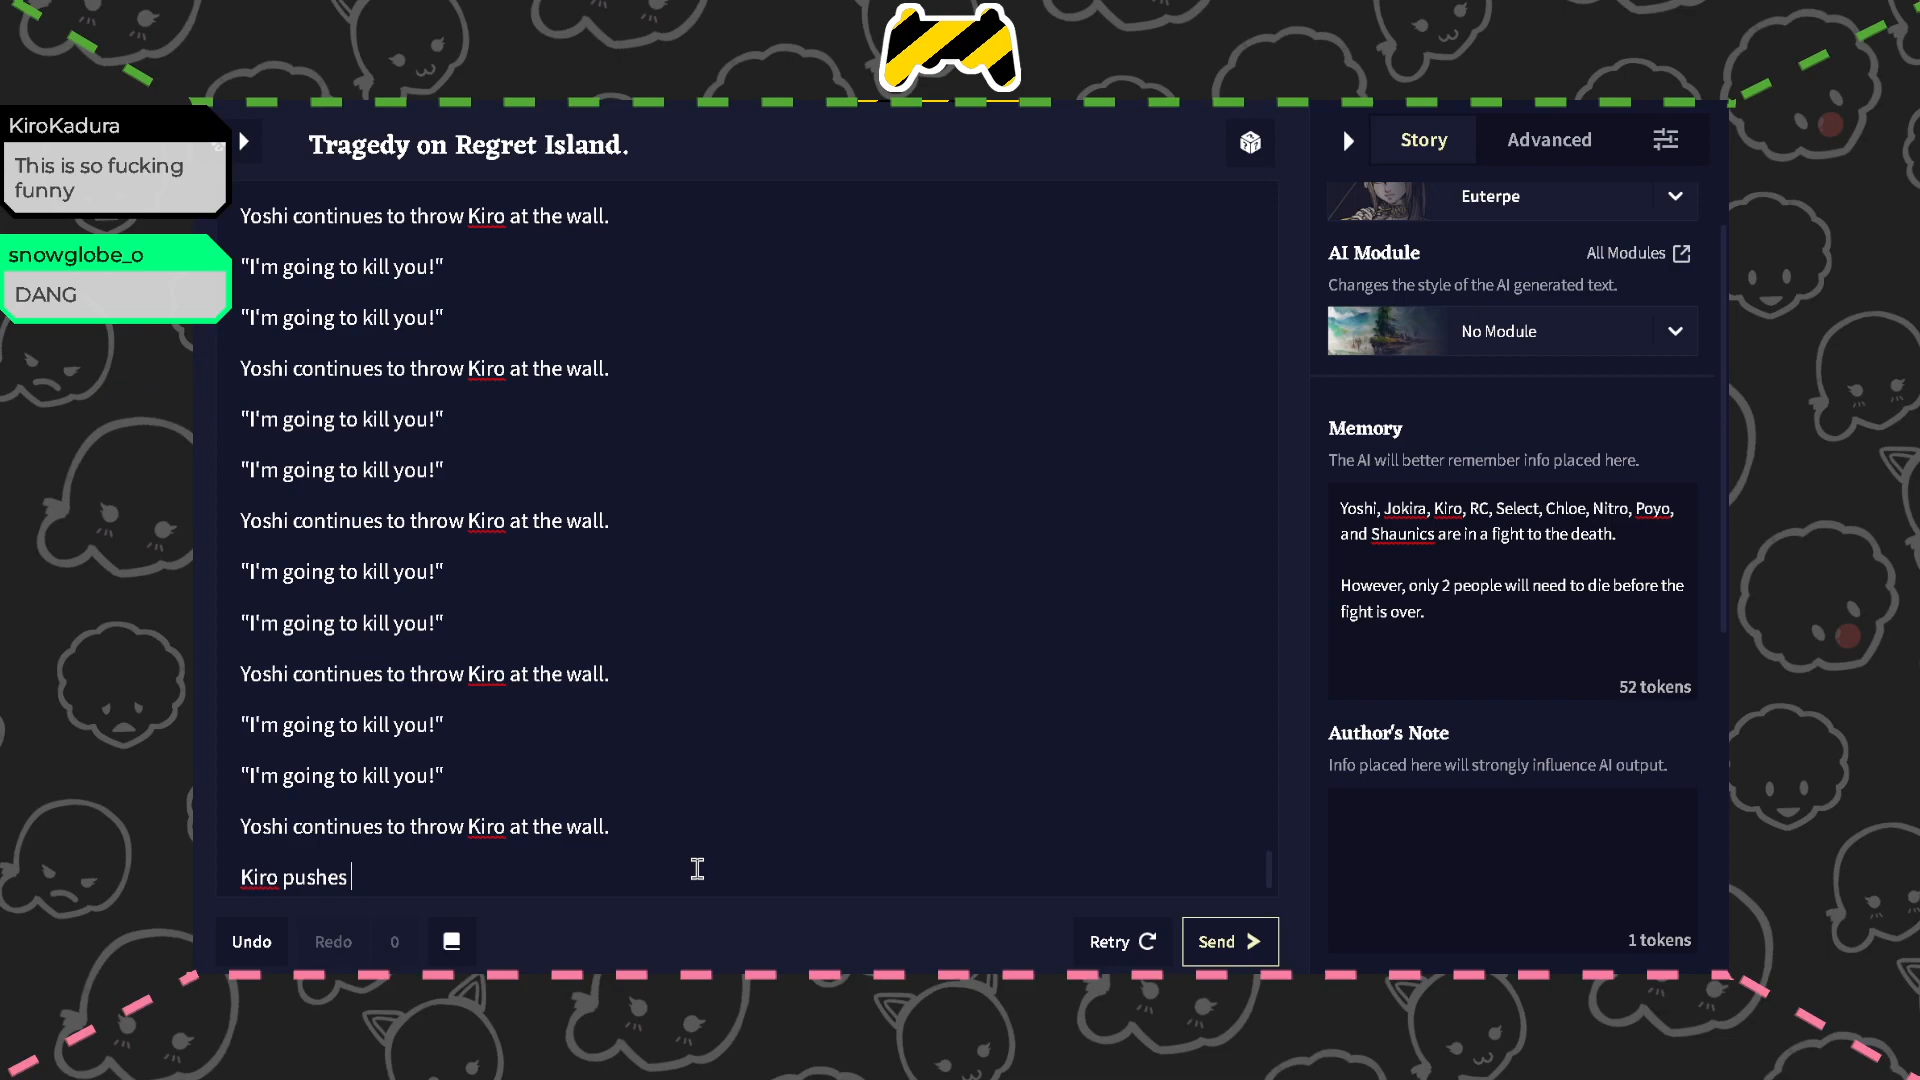 KiroKadura
This is so fucking
funny
snowglobe_o
DANG
Tragedy on Regret Island.
Yoshi continues to throw Kiro at the wall.
"I'm going to kill you!"
"I'm going to kill you!"
Yoshi continues to throw Kiro at the wall.
"I'm going to kill you!"
"I'm going to kill you!"
Yoshi continues to throw Kiro at the wall.
"I'm going to kill you!"
"I'm going to kill you!"
Yoshi continues to throw Kiro at the wall.
"I'm going to kill you!"
"I'm going to kill you!"
Yoshi continues to throw Kiro at the wall.
Kiro pushes
Undo
Redo
0
Retry
Send
Story
Advanced
Euterpe
AI Module
All Modules
Changes the style of the AI generated text.
No Module
Memory
The AI will better remember info placed here.
Yoshi, Jokira, Kiro, RC, Select, Chloe, Nitro, Poyo,
and Shaunics are in a fight to the death.
However, only 2 people will need to die before the
fight is over.
52 tokens
Author's Note
Info placed here will strongly influence AI output.
1 tokens